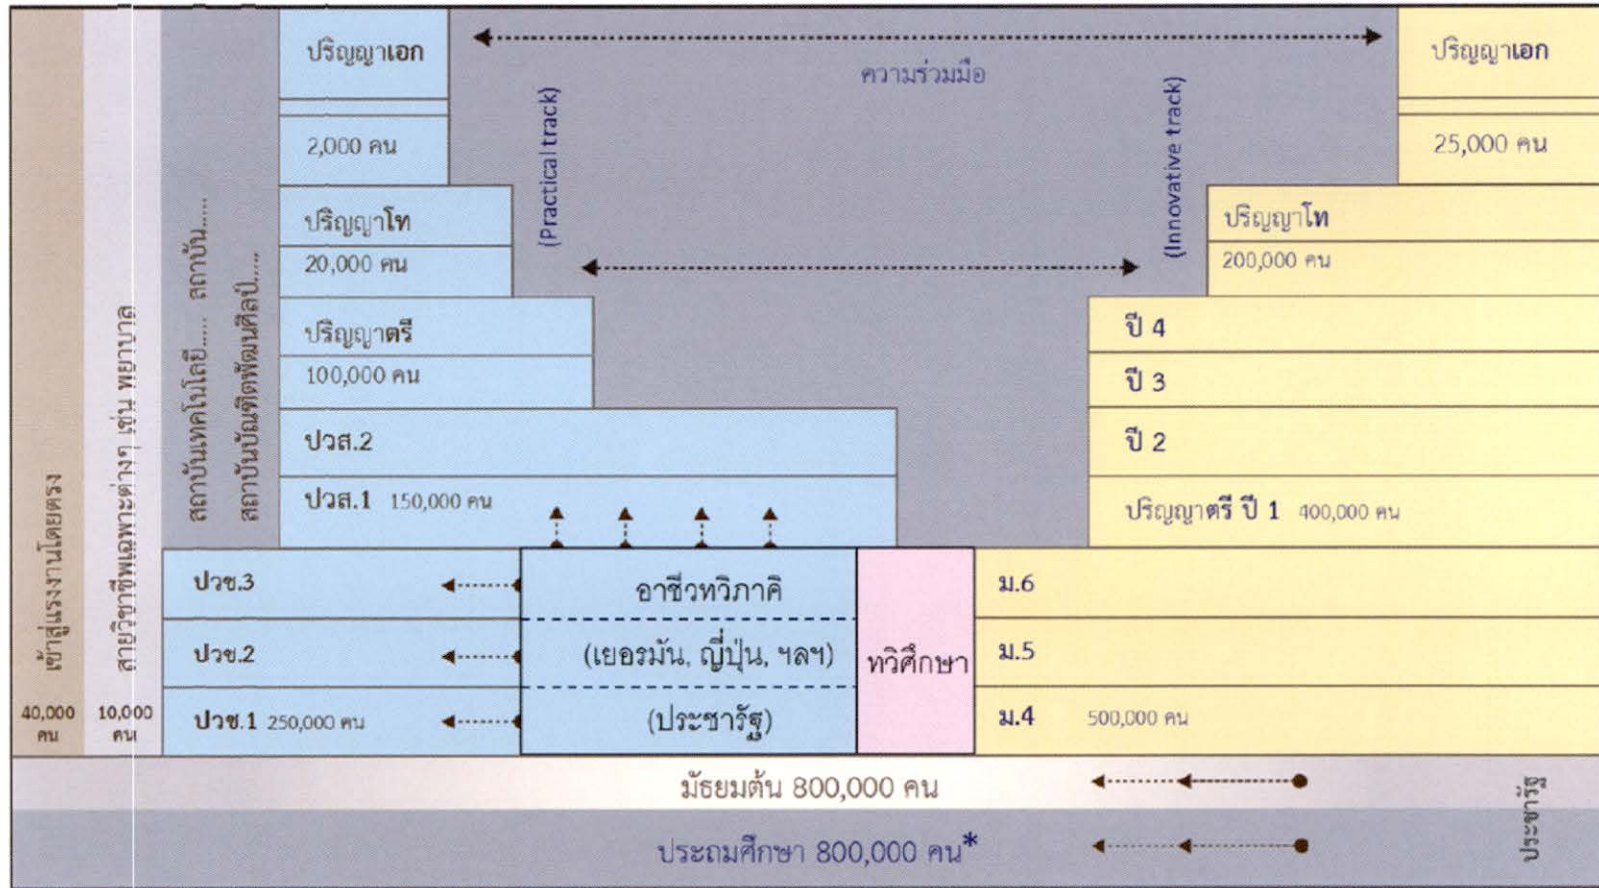 ปริญญาเอก
ความร่วมมือ
ปริญญาเอก
2,000 คน
(Practical track)
(Innovative track)
25,000 คน
ปริญญาโท
ปริญญาโท
20,000 คน
200,000 คน
ปริญญาตรี
ปี 4
100,000 คน
ปี 3
ปวส.2
ปี 2
ปวส.1 150,000 คน
ปริญญาตรี ปี 1 400,000 คน
เข้าสู่แรงงานโดยตรง
สายวิชาชีพเฉพาะต่างๆ เช่น พยาบาล
สถาบันเทคโนโลยี..... สถาบัน.....
สถาบันบัณฑิตพัฒนศิลป์.....
ปวช.3
อาชีวทวิภาคี
ม.6
ปวช.2
(เยอรมัน, ญี่ปุ่น, ฯลฯ)
ทวิศึกษา
ม.5
40,000
คน
10,000
คน
ปวช.1 250,000 คน
(ประชารัฐ)
ม.4 500,000 คน
มัธยมต้น 800,000 คน
ประถมศึกษา 800,000 คน*
ประชารัฐ